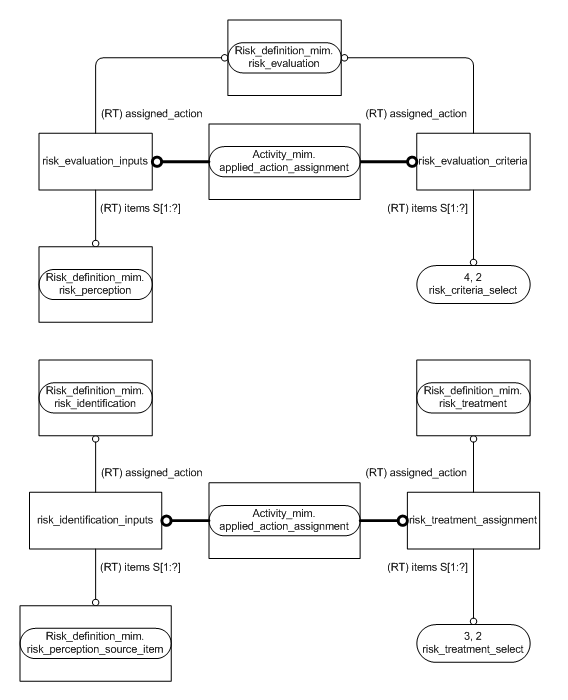 Risk_definition_mim.
risk_evaluation
(RT) assigned_action
(RT) assigned_action
risk_evaluation_inputs
Activity_mim.
applied_action_assignment
risk_evaluation_criteria
(RT) items S[1:?]
(RT) items S[1:?]
Risk_definition_mim.
risk_perception
4, 2
risk_criteria_select
Risk_definition_mim.
risk_identification
Risk_definition_mim.
risk_treatment
(RT) assigned_action
(RT) assigned_action
risk_identification_inputs
Activity_mim.
applied_action_assignment
risk_treatment_assignment
(RT) items S[1:?]
(RT) items S[1:?]
Risk_definition_mim.
risk_perception_source_item
3, 2
risk_treatment_select